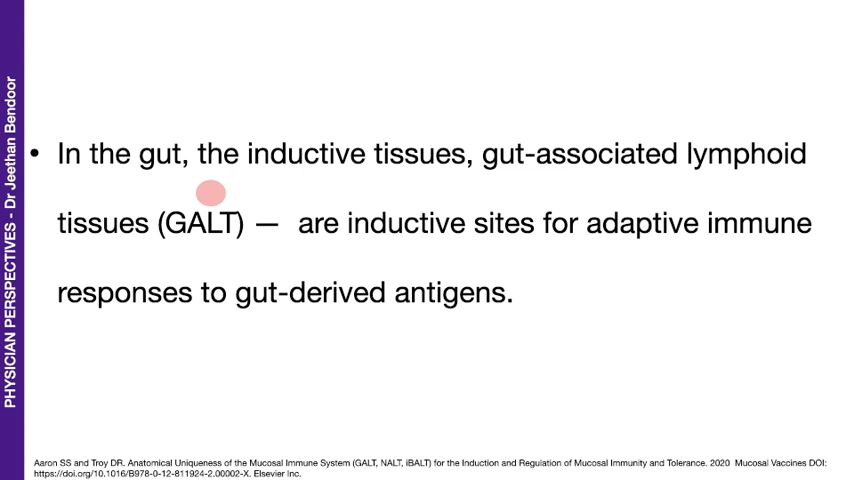 PHYSICIAN PERSPECTIVES - Dr Jeethan Bendoor
• In the gut, the inductive tissues, gut-associated lymphoid
tissues (GALT) — are inductive sites for adaptive immune
responses to gut-derived antigens.
Aaron SS and Troy DR. Anatomical Uniqueness of the Mucosal Immune System (GALT, NALT, iBALT) for the Induction and Regulation of Mucosal Immunity and Tolerance. 2020 Mucosal Vaccines DOI:
https://doi.org/10.1016/B978-0-12-811924-2.00002-X. Elsevier Inc.